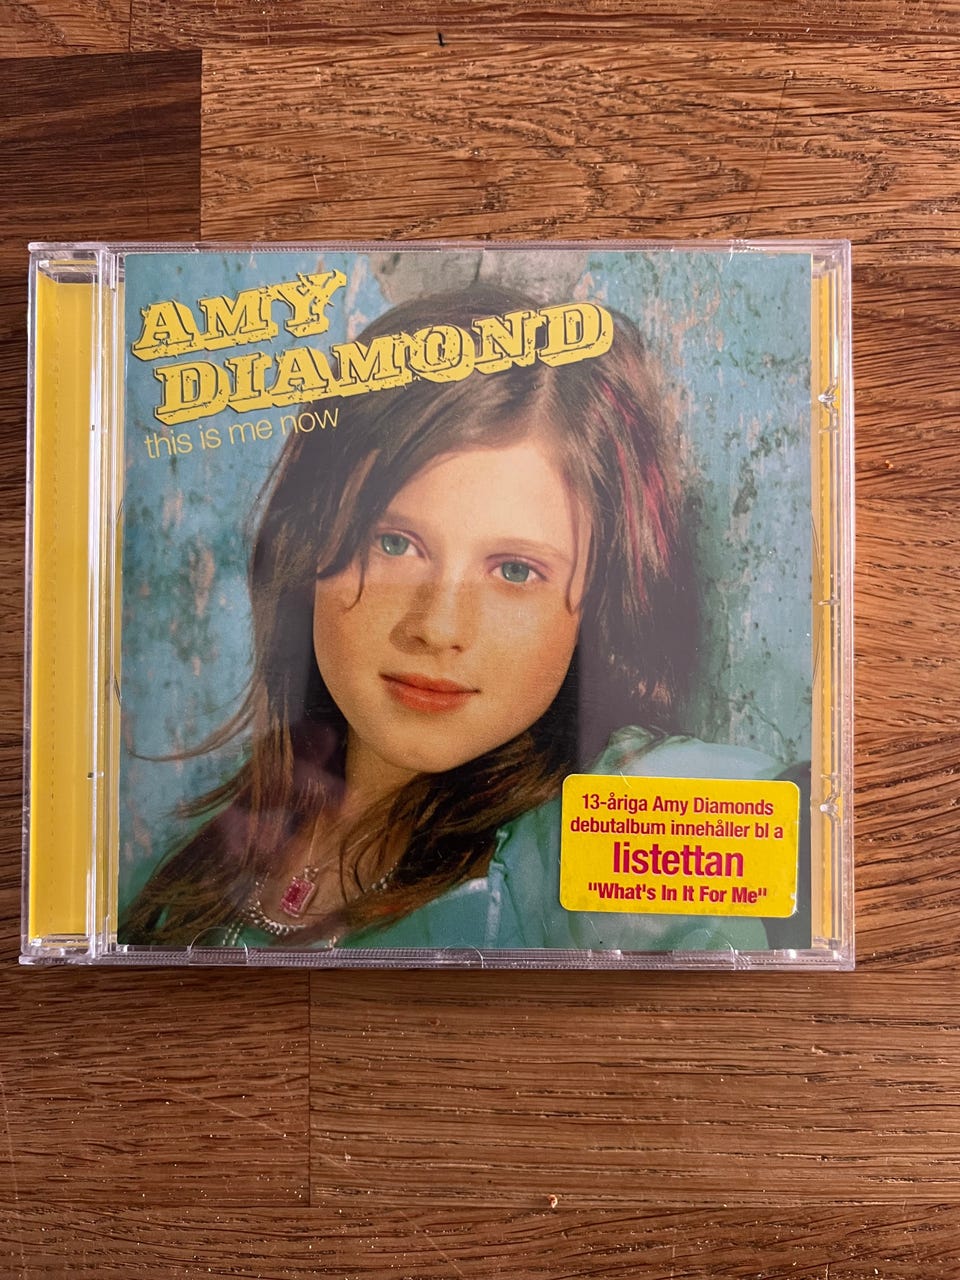 AMY
DIAMOND
this is me now
13-åriga Amy Diamonds
debutalbum innehåller bl a
listettan
"What's In It For Me"